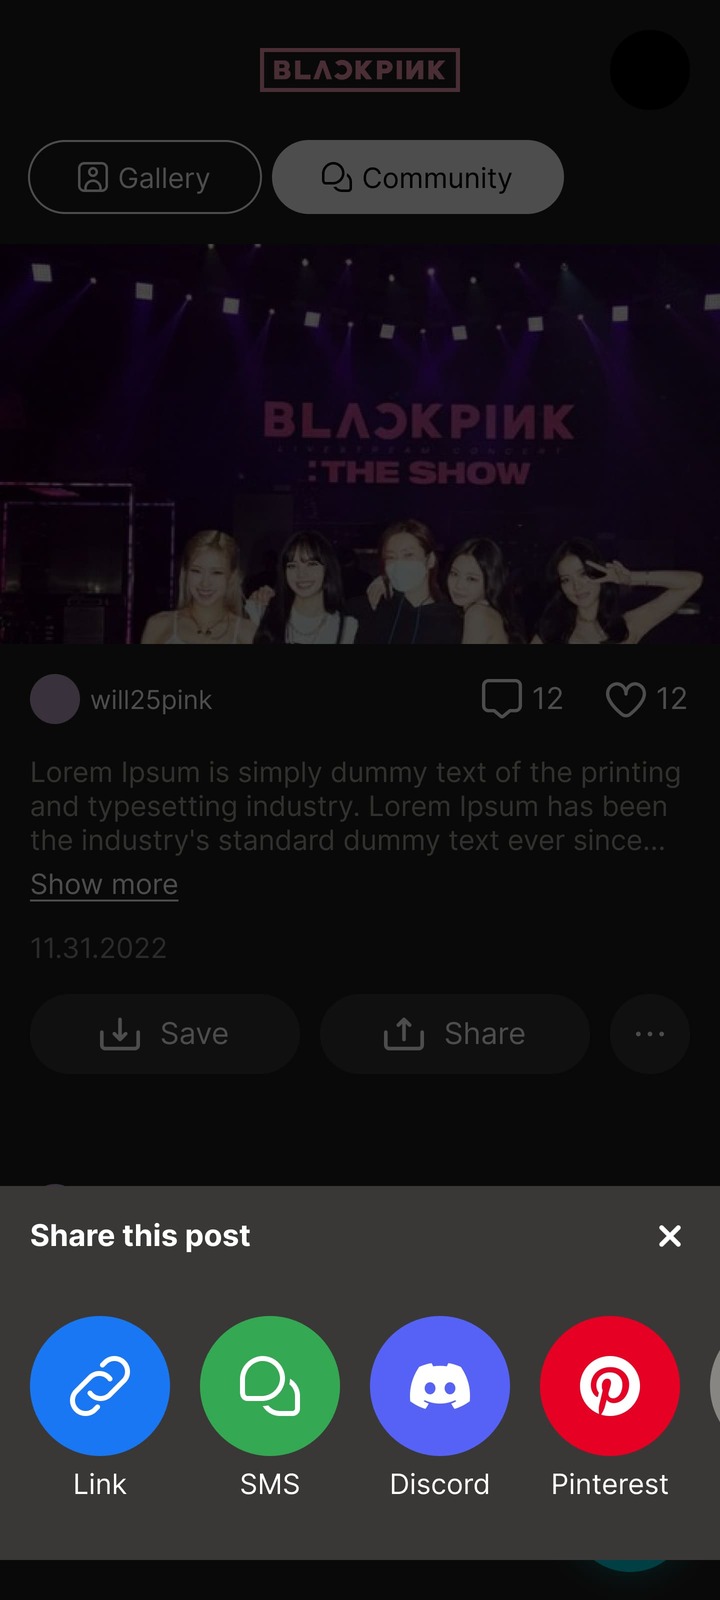 BLACKPINK
Gallery
Community
BLACKPINK
LIVESTREAM CONCERT
:THE SHOW
will25pink
12
12
Lorem Ipsum is simply dummy text of the printing
and typesetting industry. Lorem Ipsum has been
the industry's standard dummy text ever since...
Show more
11.31.2022
Save
Share
Share this post
Link
SMS
Discord
Pinterest